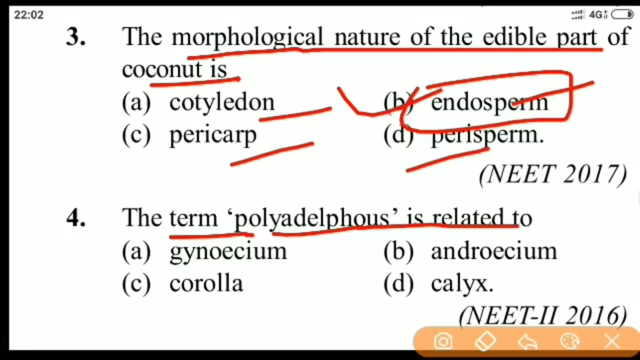 22:02 4G
3. The morphological nature of the edible part of
coconut is
(a) cotyledon (b) endosperm
(c) pericarp (d) perisperm.
(NEET 2017)
4. The term ‘polyadelphous’ is related to
(a) gynoecium (b) androecium
(c) corolla (d) calyx.
(NEET-II 2016)